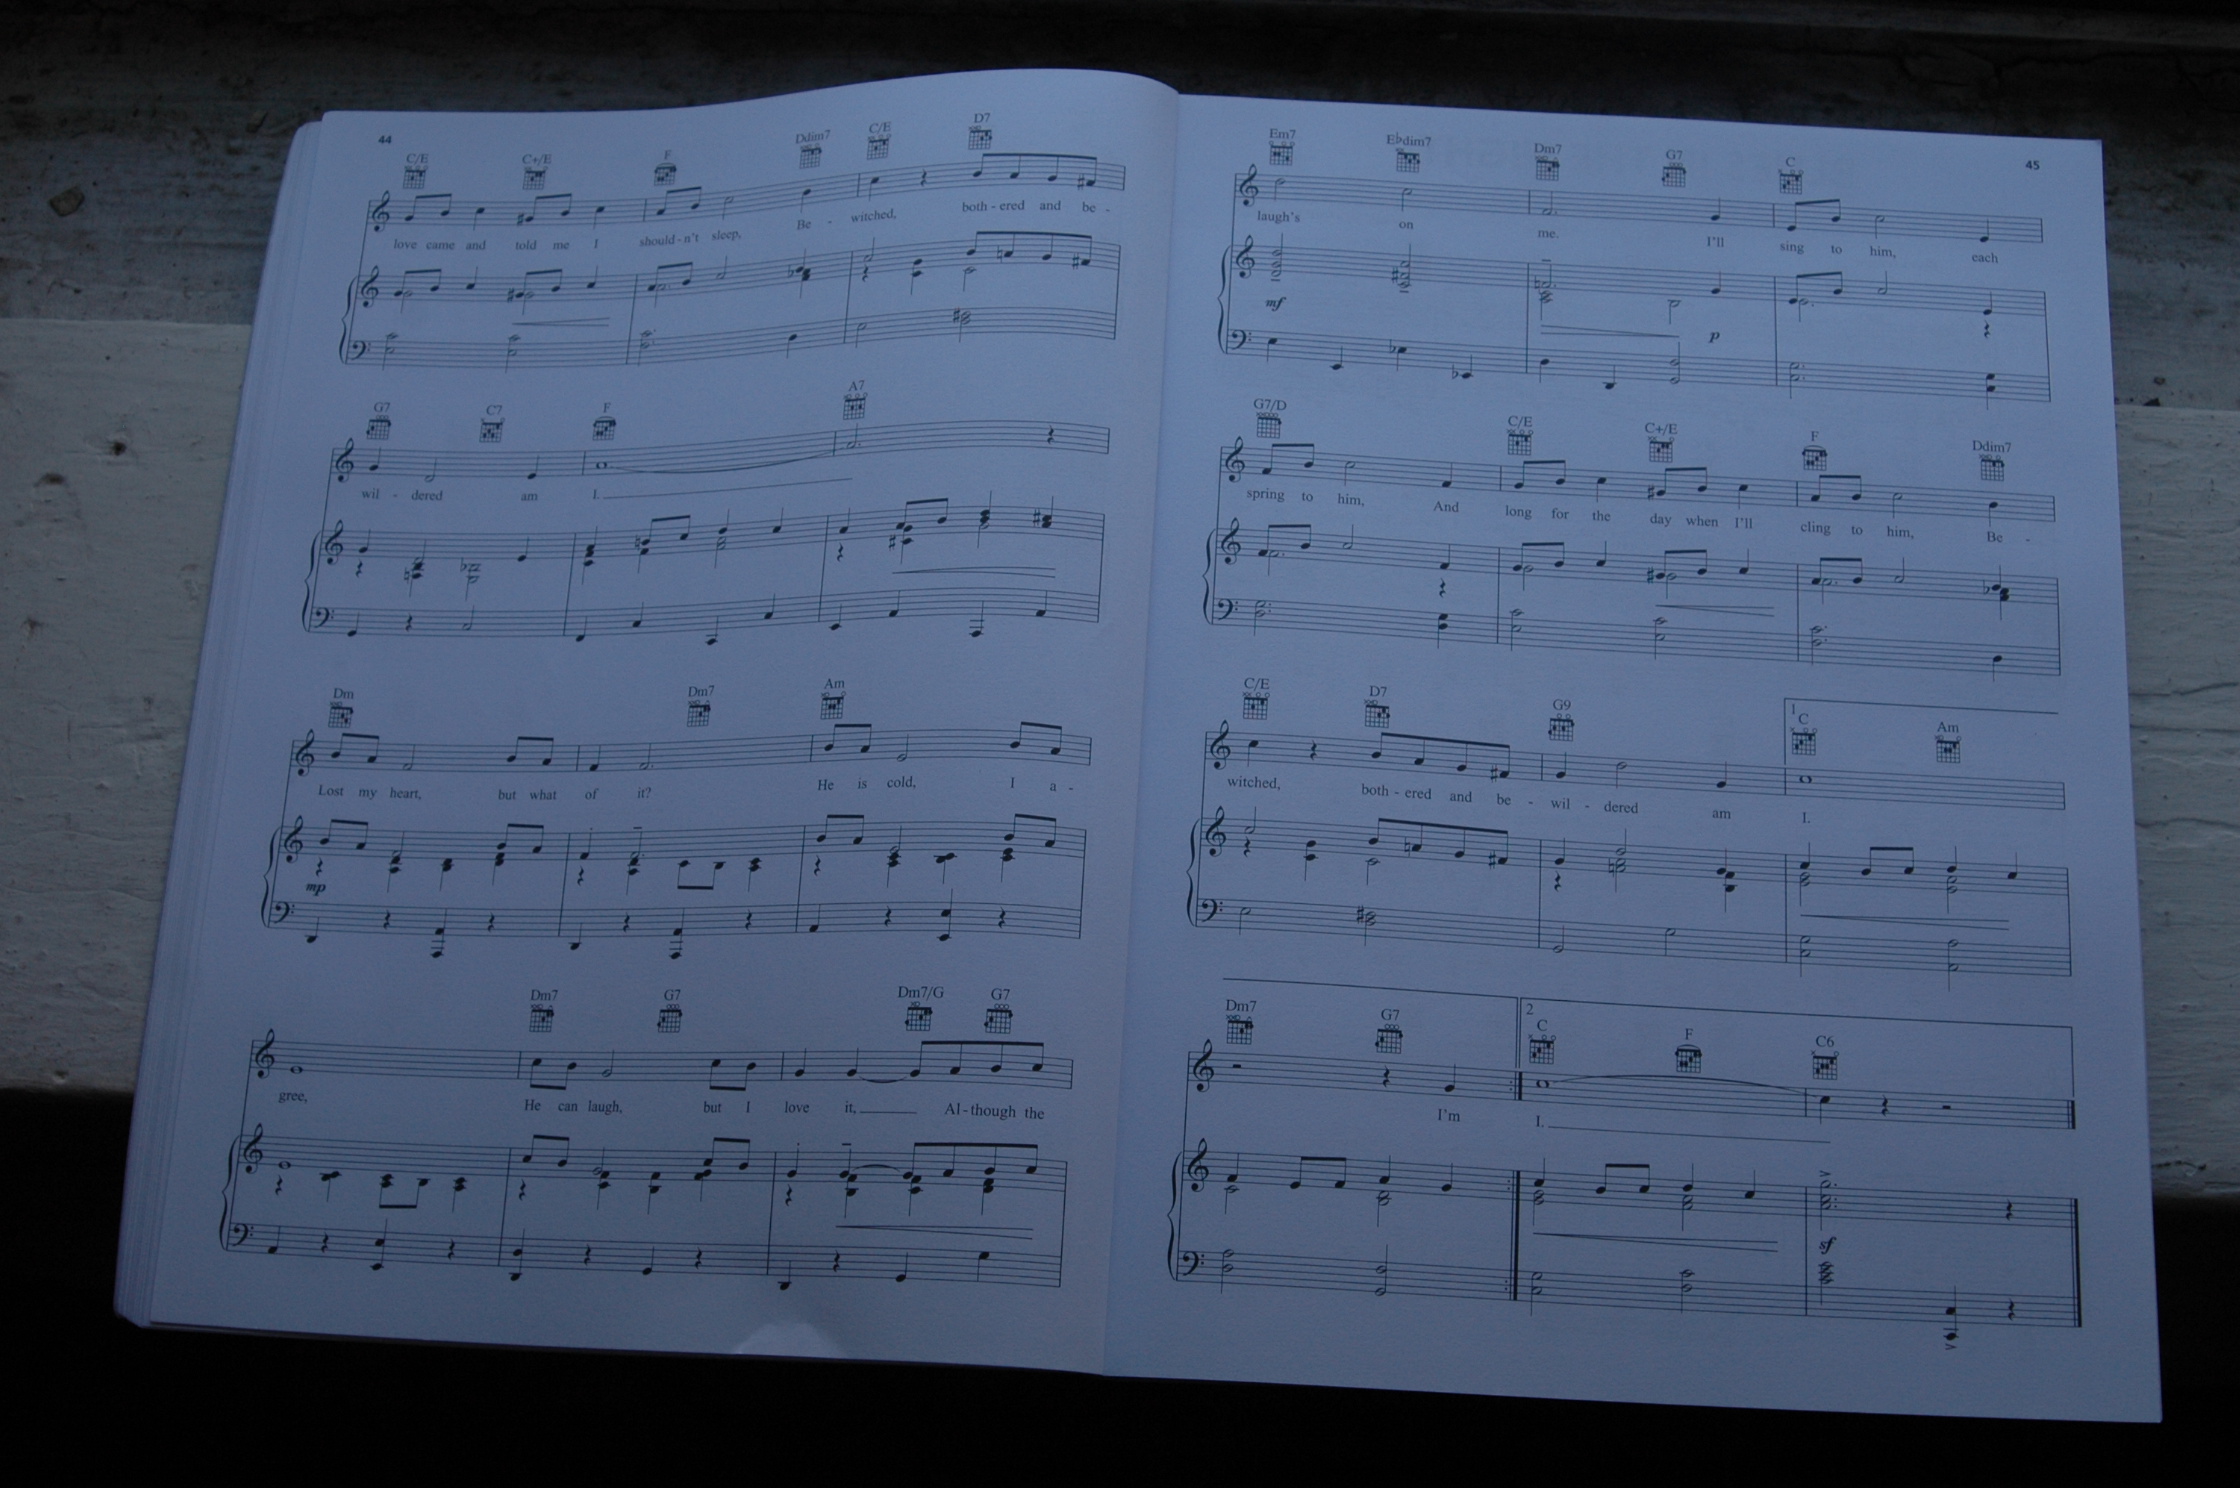 44
C/E C+/E F Ddim7 C/E D7
love came and told me I should - n't sleep, Be - witched, both - ered and be -
G7 C7 F A7
wil - dered am I.
Dm Dm7 Am
Lost my heart, but what of it? He is cold, I a -
Dm7 G7 Dm7/G G7
gree, He can laugh, but I love it, Al - though the
45
Em7 Ebdim7 Dm7 G7 C
laugh's on me. I'll sing to him, each
mf p
G7/D C/E C+/E F Ddim7
spring to him, And long for the day when I'll cling to him, Be -
C/E D7 G9 1 C Am
witched, both - ered and be - wil - dered am I.
Dm7 G7 2 C F C6
I'm I.
sf
mp